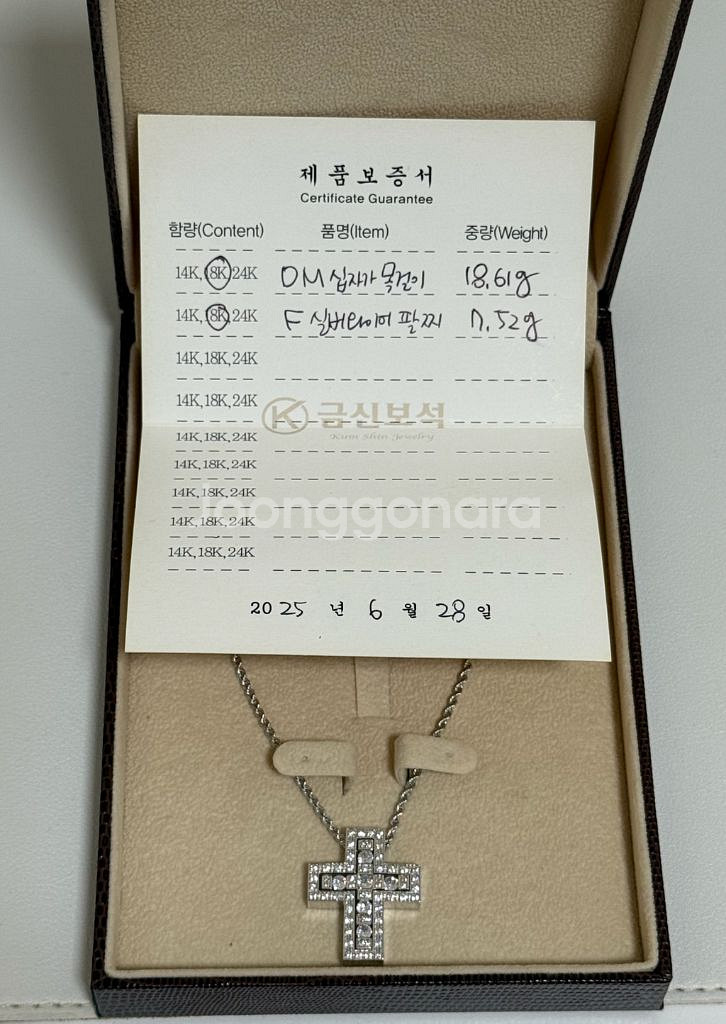 제품보증서
Certificate Guarantee
함량(Content) 품명(Item) 중량(Weight)
14K, 18K, 24K DM 십자가 목걸이 18.61g
14K, 18K, 24K F 실버타이어 팔찌 7.52g
14K, 18K, 24K
14K, 18K, 24K
K 금신보석
Kum Shin Jewelry
14K, 18K, 24K
14K, 18K, 24K
14K, 18K, 24K
joonggonara
14K, 18K, 24K
14K, 18K, 24K
2025 년 6 월 28 일